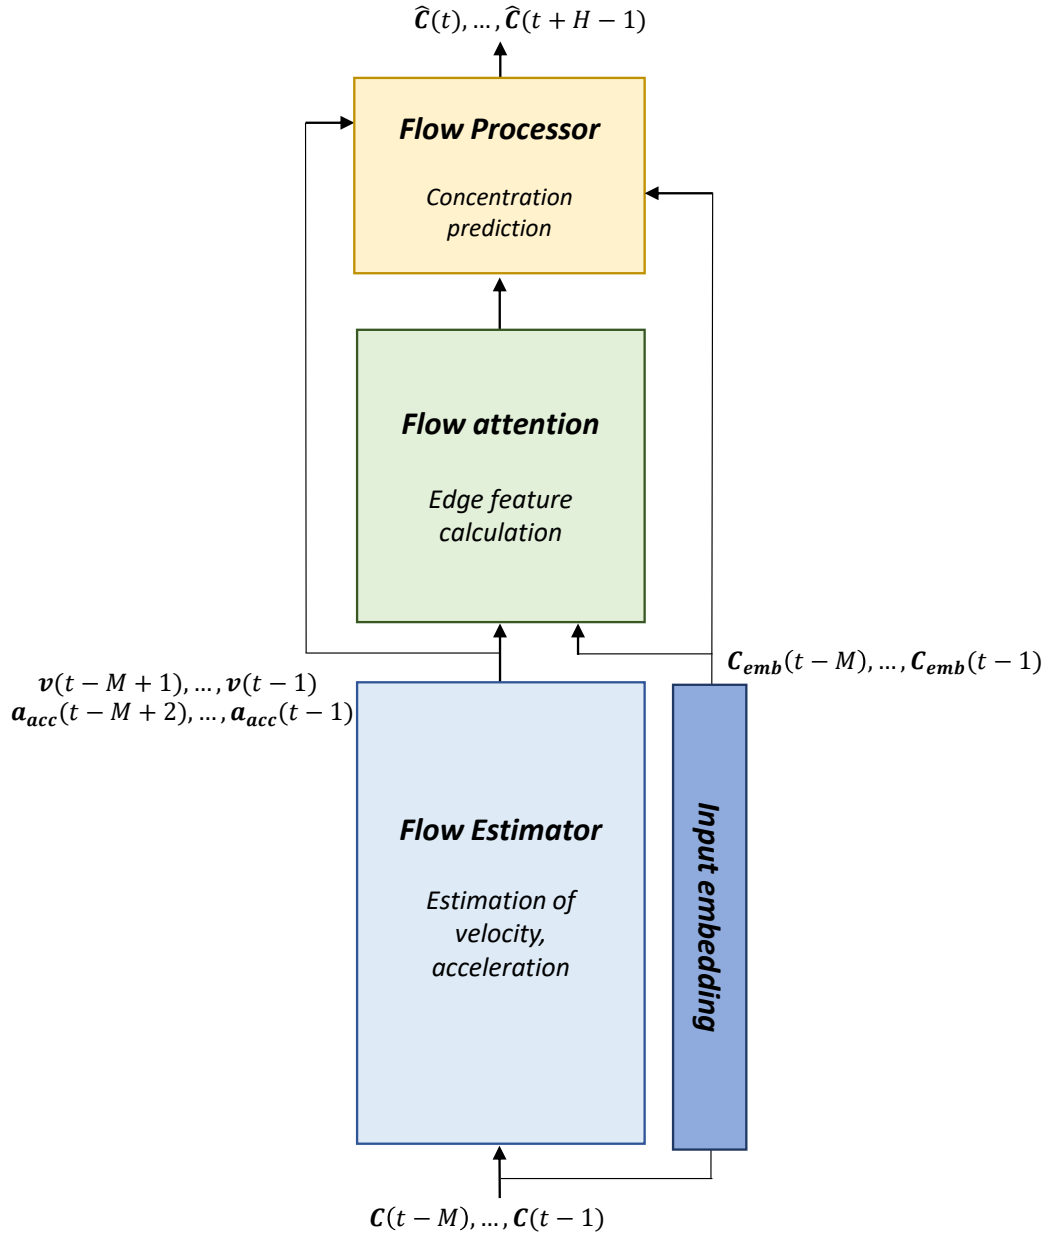 Ĉ(t), … , Ĉ(t + H − 1)
Flow Processor
Concentration
prediction
Flow attention
Edge feature
calculation
C_emb(t − M), … , C_emb(t − 1)
v(t − M + 1), … , v(t − 1)
a_acc(t − M + 2), … , a_acc(t − 1)
Flow Estimator
Estimation of
velocity,
acceleration
Input embedding
C(t − M), … , C(t − 1)